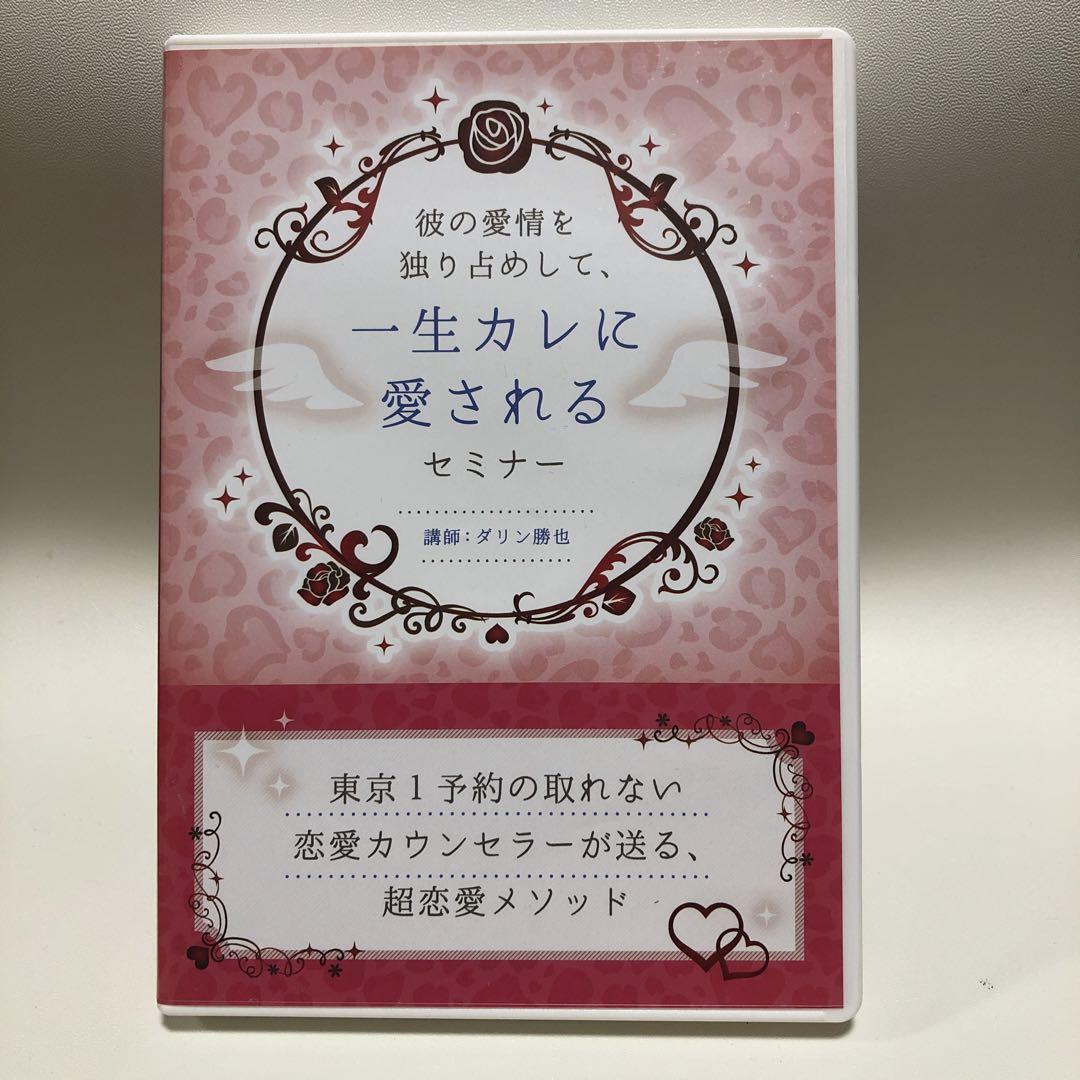 彼の愛情を
独り占めして、
一生カレに
愛される
セミナー
講師：ダリン勝也
東京1予約の取れない
恋愛カウンセラーが送る、
超恋愛メソッド